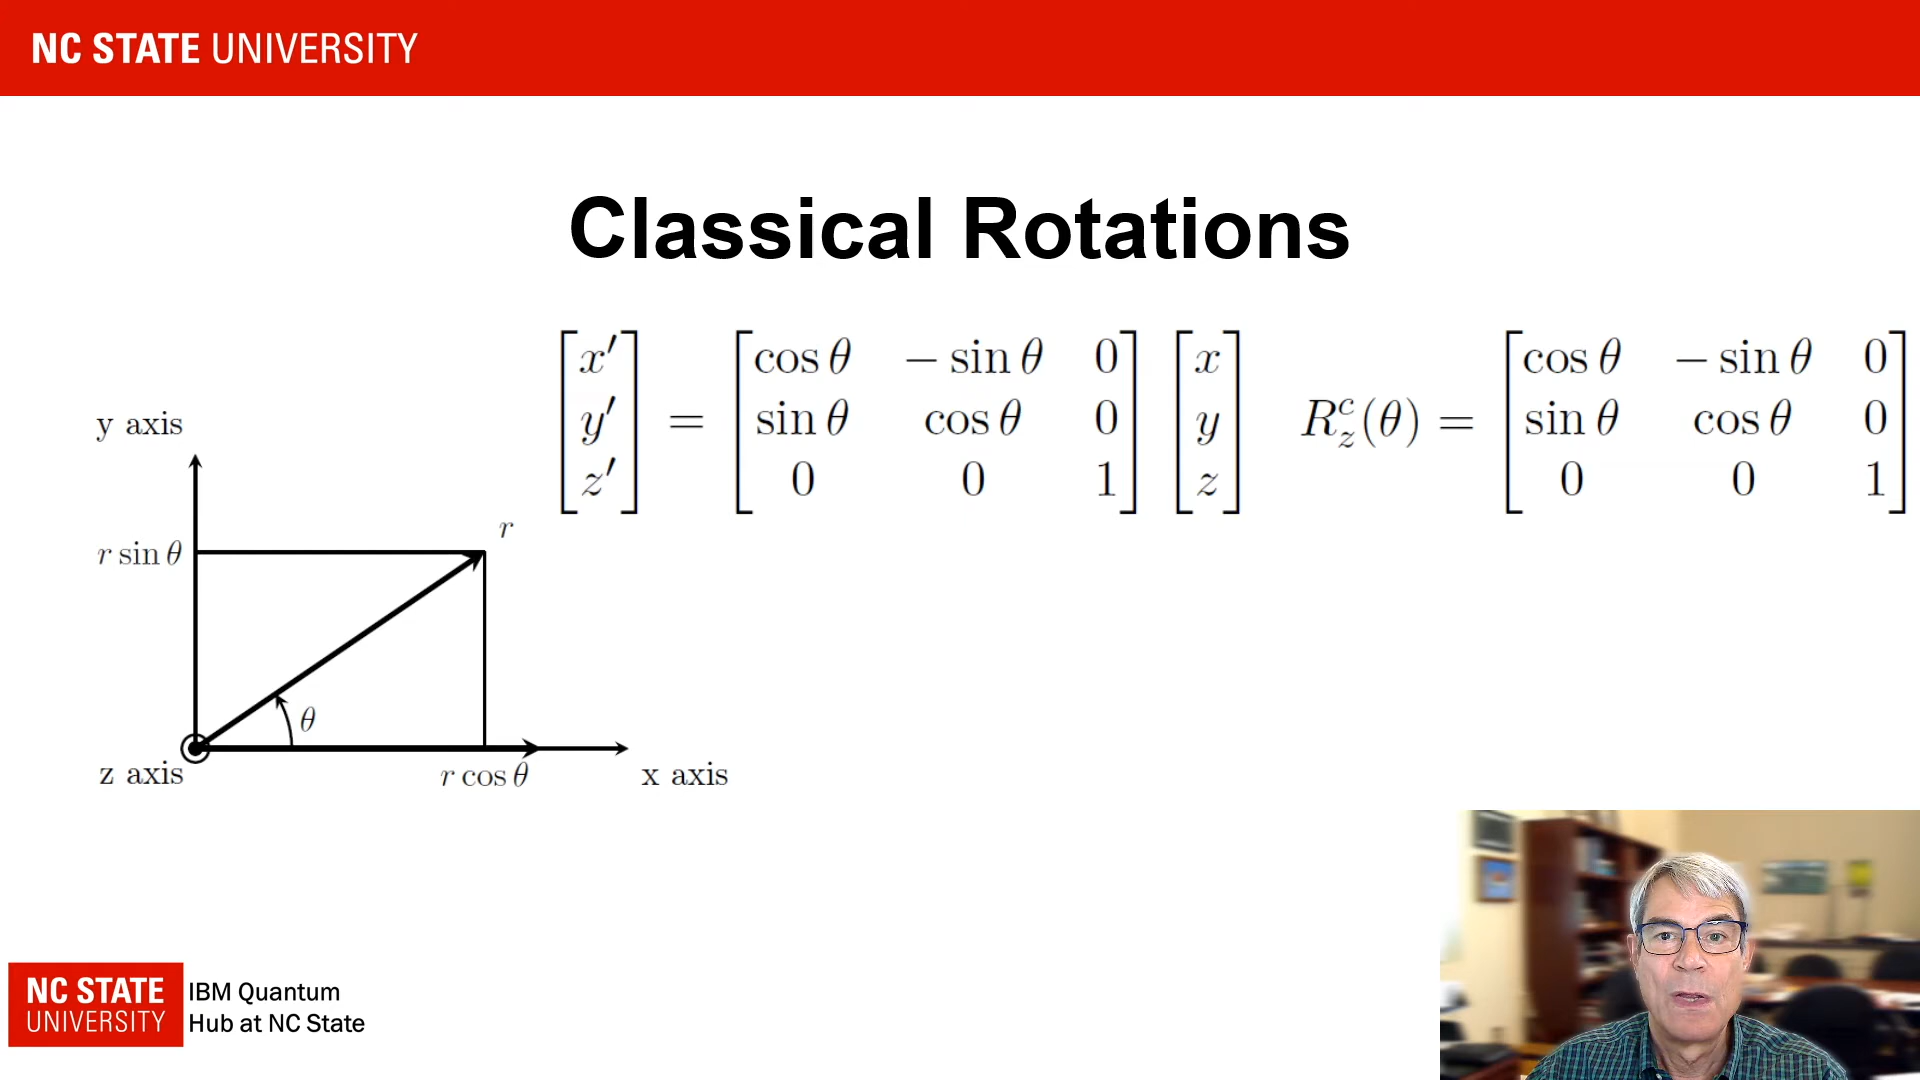 NC STATE UNIVERSITY
Classical Rotations
[x′ y′ z′] = [cos θ − sin θ 0 sin θ cos θ 0 0 0 1] [x y z] R_z^c(θ) = [cos θ − sin θ 0 sin θ cos θ 0 0 0 1]
y axis
r
r sin θ
θ
z axis
r cos θ
x axis
NC STATE
UNIVERSITY
IBM Quantum
Hub at NC State